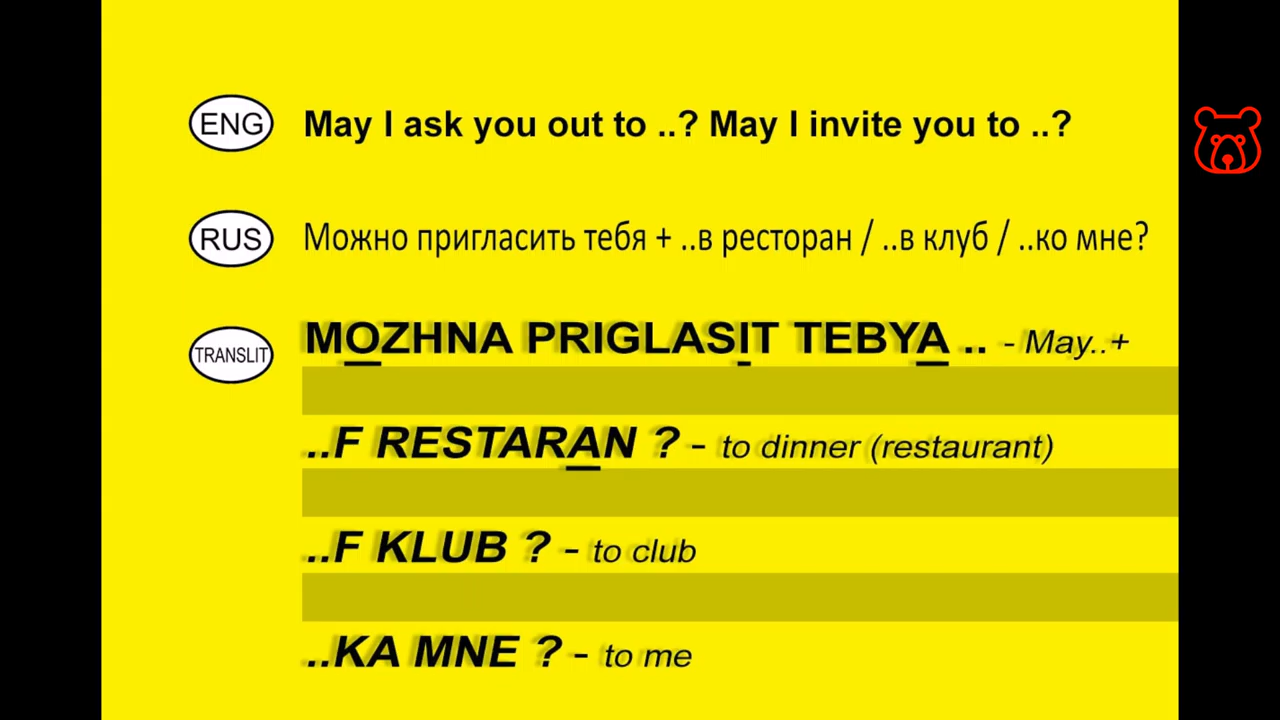 ENG May I ask you out to ..? May I invite you to ..?
RUS Можно пригласить тебя + ..в ресторан / ..в клуб / ..ко мне?
TRANSLIT MOZHNA PRIGLASIT TEBYA .. - May..+
..F RESTARAN ? - to dinner (restaurant)
..F KLUB ? - to club
..KA MNE ? - to me